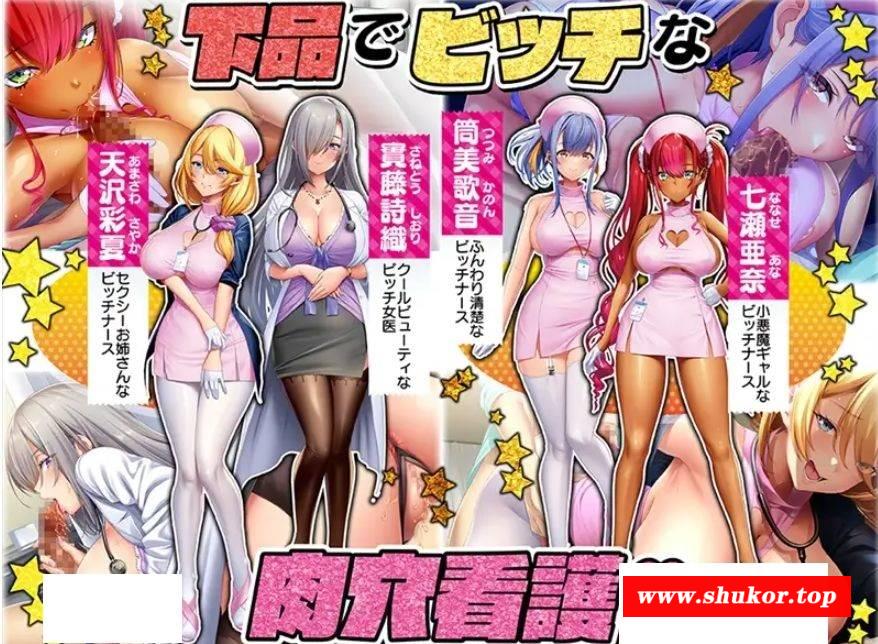 下品でビッチな
天沢彩夏
あまさわ さやか
セクシーお姉さんな
ビッチナース
實藤詩織
さねとう しおり
クールビューティな
ビッチ女医
筒美歌音
つつみ かのん
ふんわり清楚な
ビッチナース
七瀬亜奈
ななせ あな
小悪魔ギャルな
ビッチナース
肉穴看護
www.shukor.top